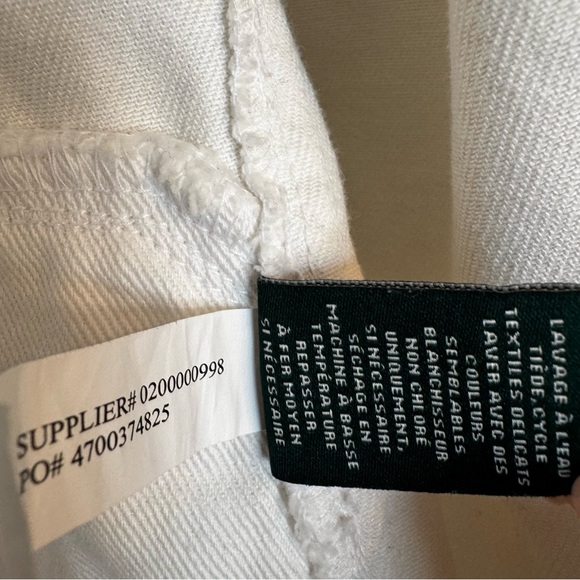 SUPPLIER# 0200000998
PO# 4700374825
LAVAGE À L'EAU
TIÈDE, CYCLE
TEXTUES DÉLICATS
LAVER AVEC DES
COULEURS
SEMBLABLES
BLANCHISSEUR
NON CHLORÉ
UNIQUEMENT,
SI NÉCESSAIRE
SÉCHAGE EN
MACHINE À BASSE
TEMPÉRATURE
REPASSER
À FER MOYEN
SI NÉCESSAIRE